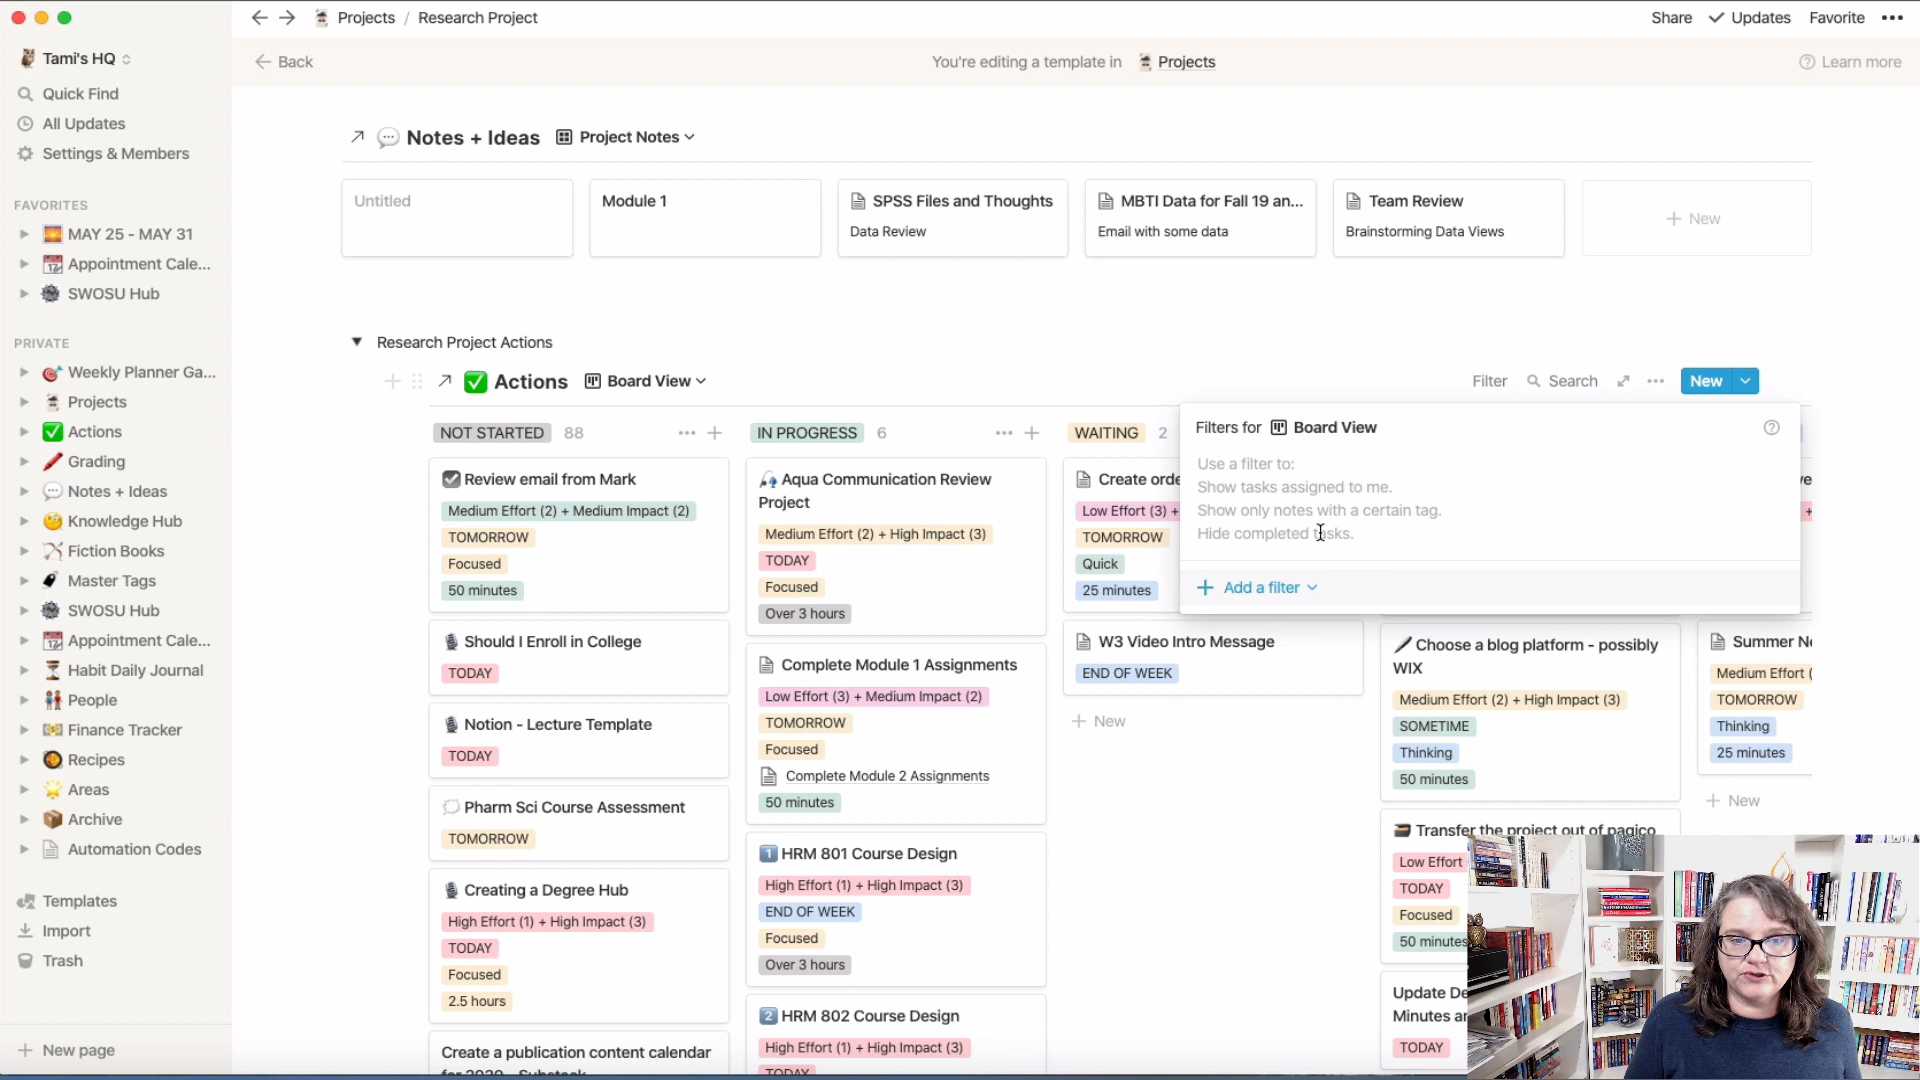 Projects / Research Project
Share Updates Favorite
Tami's HQ
Quick Find
All Updates
Settings & Members
FAVORITES
MAY 25 - MAY 31
Appointment Cale...
SWOSU Hub
PRIVATE
Weekly Planner Ga...
Projects
Actions
Grading
Notes + Ideas
Knowledge Hub
Fiction Books
Master Tags
SWOSU Hub
Appointment Cale...
Habit Daily Journal
People
Finance Tracker
Recipes
Areas
Archive
Automation Codes
Templates
Import
Trash
New page
Back
You're editing a template in Projects
Learn more
Notes + Ideas Project Notes
Untitled
Module 1
SPSS Files and Thoughts
Data Review
MBTI Data for Fall 19 an...
Email with some data
Team Review
Brainstorming Data Views
New
Research Project Actions
Actions Board View
Filter Search New
NOT STARTED 88
Review email from Mark
Medium Effort (2) + Medium Impact (2)
TOMORROW
Focused
50 minutes
Should I Enroll in College
TODAY
Notion - Lecture Template
TODAY
Pharm Sci Course Assessment
TOMORROW
Creating a Degree Hub
High Effort (1) + High Impact (3)
TODAY
Focused
2.5 hours
Create a publication content calendar
IN PROGRESS 6
Aqua Communication Review
Project
Medium Effort (2) + High Impact (3)
TODAY
Focused
Over 3 hours
Complete Module 1 Assignments
Low Effort (3) + Medium Impact (2)
TOMORROW
Focused
Complete Module 2 Assignments
50 minutes
1 HRM 801 Course Design
High Effort (1) + High Impact (3)
END OF WEEK
Focused
Over 3 hours
2 HRM 802 Course Design
High Effort (1) + High Impact (3)
TODAY
WAITING 2
Create orde
Low Effort (3) +
TOMORROW
Quick
25 minutes
W3 Video Intro Message
END OF WEEK
New
Filters for Board View
Use a filter to:
Show tasks assigned to me.
Show only notes with a certain tag.
Hide completed tasks.
Add a filter
Choose a blog platform - possibly
WIX
Medium Effort (2) + High Impact (3)
SOMETIME
Thinking
50 minutes
Transfer the project out of pagico
Low Effort
TODAY
Focused
50 minutes
Update De
Minutes an
TODAY
Summer Ne
Medium Effort (
TOMORROW
Thinking
25 minutes
New